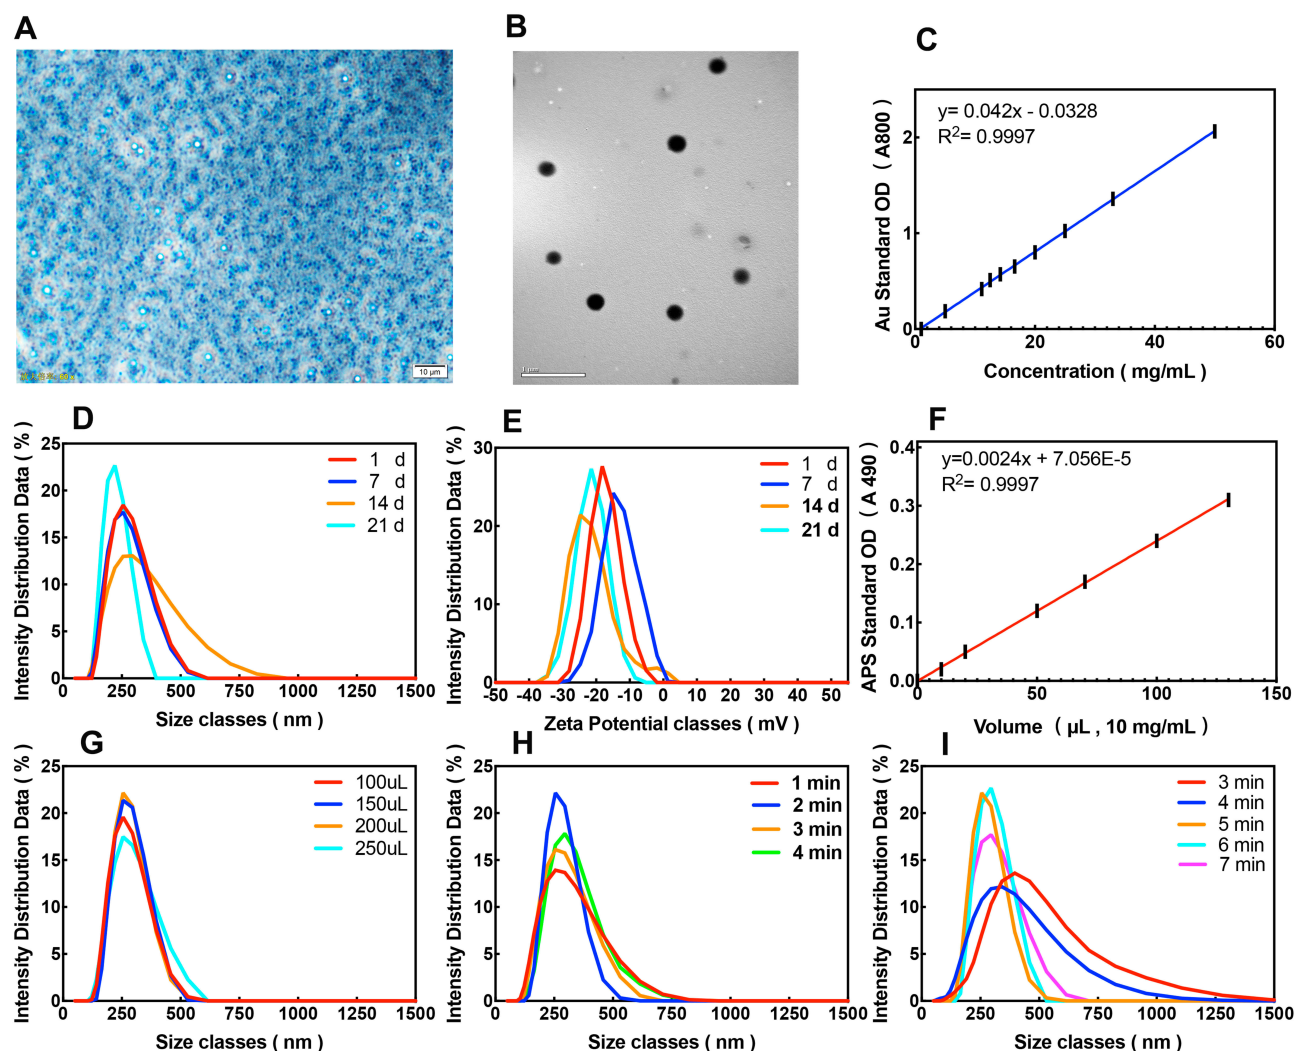 A
10 µm
B
1 µm
C
y= 0.042x - 0.0328
R2= 0.9997
Au Standard OD ( A800 )
2
1
0
0
20
40
60
Concentration ( mg/mL )
D
Intensity Distribution Data ( % )
25
20
15
10
5
0
1 d
7 d
14 d
21 d
0
250
500
750
1000
1500
Size classes ( nm )
E
Intensity Distribution Data ( % )
30
20
10
0
1 d
7 d
14 d
21 d
-50
-40
-30
-20
-10
0
10
20
30
40
50
Zeta Potential classes ( mV )
F
y=0.0024x + 7.056E-5
R2= 0.9997
APS Standard OD ( A 490 )
0.4
0.3
0.2
0.1
0.0
0
50
100
150
Volume ( µL , 10 mg/mL )
G
Intensity Distribution Data ( % )
25
20
15
10
5
0
100uL
150uL
200uL
250uL
0
250
500
750
1000
1500
Size classes ( nm )
H
Intensity Distribution Data ( % )
25
20
15
10
5
0
1 min
2 min
3 min
4 min
0
250
500
750
1000
1500
Size classes ( nm )
I
Intensity Distribution Data ( % )
25
20
15
10
5
0
3 min
4 min
5 min
6 min
7 min
0
250
500
750
1000
1250
1500
Size classes ( nm )